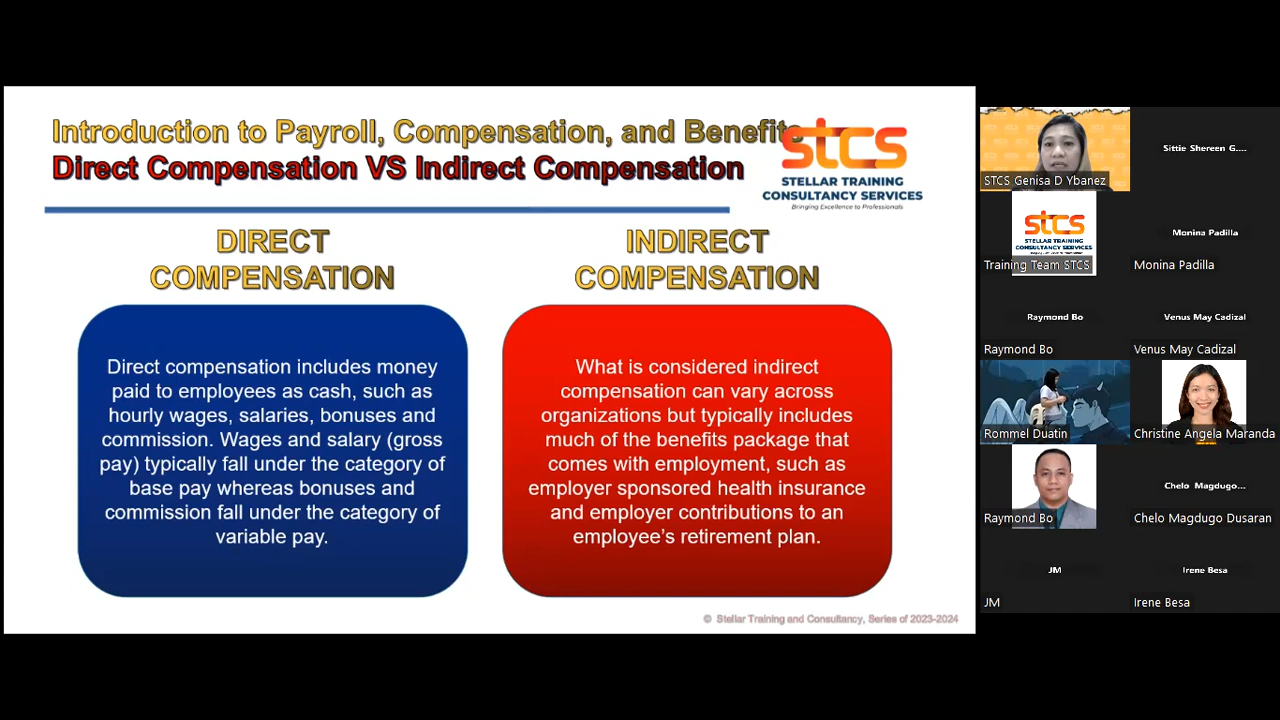 Introduction to Payroll, Compensation, and Benefits
Direct Compensation VS Indirect Compensation
stcs
STELLAR TRAINING
CONSULTANCY SERVICES
Bringing Excellence to Professionals
DIRECT
COMPENSATION
Direct compensation includes money
paid to employees as cash, such as
hourly wages, salaries, bonuses and
commission. Wages and salary (gross
pay) typically fall under the category of
base pay whereas bonuses and
commission fall under the category of
variable pay.
INDIRECT
COMPENSATION
What is considered indirect
compensation can vary across
organizations but typically includes
much of the benefits package that
comes with employment, such as
employer sponsored health insurance
and employer contributions to an
employee's retirement plan.
© Stellar Training and Consultancy, Series of 2023-2024
STCS Genisa D Ybanez
Sittie Shereen G....
stcs
STELLAR TRAINING
CONSULTANCY SERVICES
Training Team STCS
Monina Padilla
Monina Padilla
Raymond Bo
Raymond Bo
Venus May Cadizal
Venus May Cadizal
Rommel Duatin
Christine Angela Maranda
Raymond Bo
Chelo Magdugo...
Chelo Magdugo Dusaran
JM
JM
Irene Besa
Irene Besa